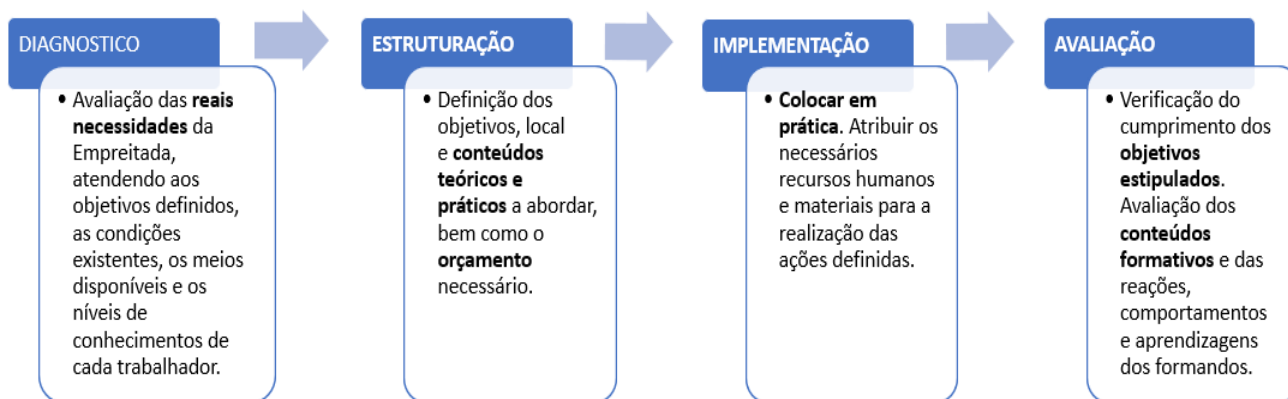 DIAGNOSTICO
• Avaliação das reais
necessidades da
Empreitada,
atendendo aos
objetivos definidos,
as condições
existentes, os meios
disponíveis e os
níveis de
conhecimentos de
cada trabalhador.
ESTRUTURAÇÃO
• Definição dos
objetivos, local
e conteúdos
teóricos e
práticos a abordar,
bem como o
orçamento
necessário.
IMPLEMENTAÇÃO
• Colocar em
prática. Atribuir os
necessários
recursos humanos
e materiais para a
realização das
ações definidas.
AVALIAÇÃO
• Verificação do
cumprimento dos
objetivos
estipulados.
Avaliação dos
conteúdos
formativos e das
reações,
comportamentos
e aprendizagens
dos formandos.